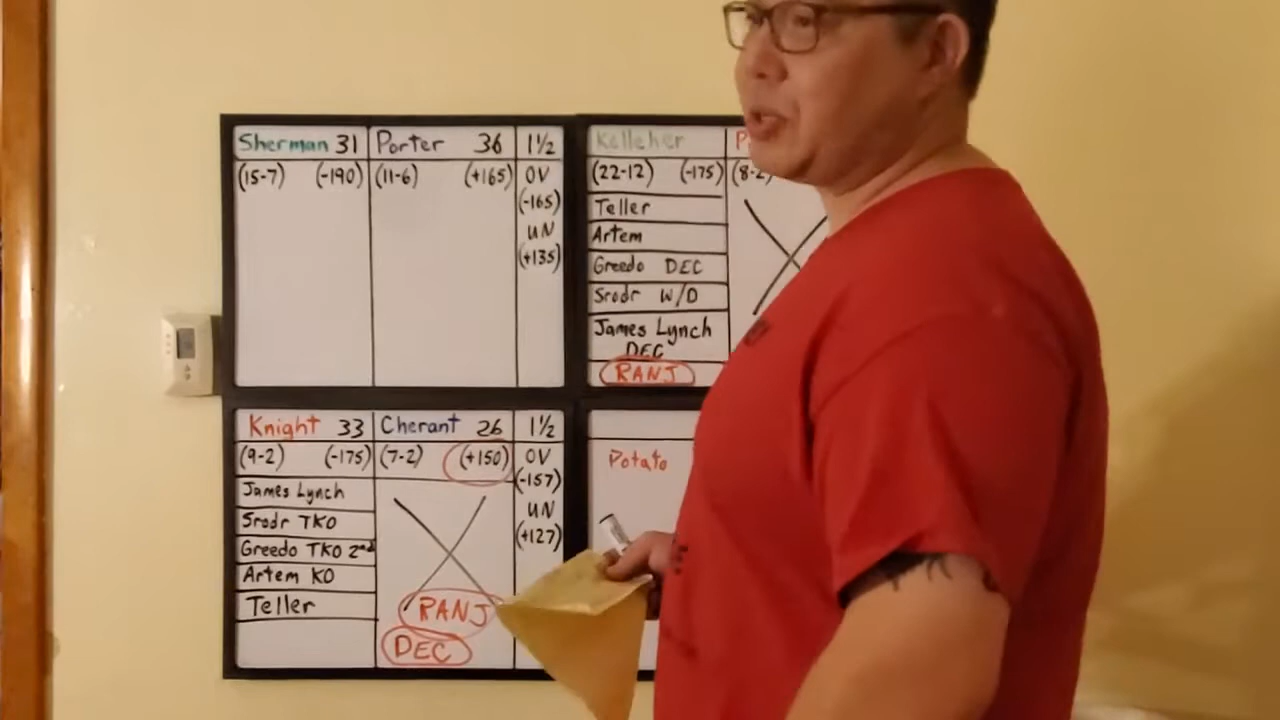 Sherman 31 Porter 36 1½
(15-7) (-190) (11-6) (+165) OV
(-165)
UN
(+135)
Kelleher
(22-12) (-175)
Teller
Artem
Greedo DEC
Srodr W/D
James Lynch
DEC
RANJ
Knight 33 Cherant 26 1½
(9-2) (-175) (7-2) (+150) OV
(-157)
UN
(+127)
James Lynch
Srodr TKO
Greedo TKO 2nd
Artem KO
Teller
RANJ
DEC
Potato